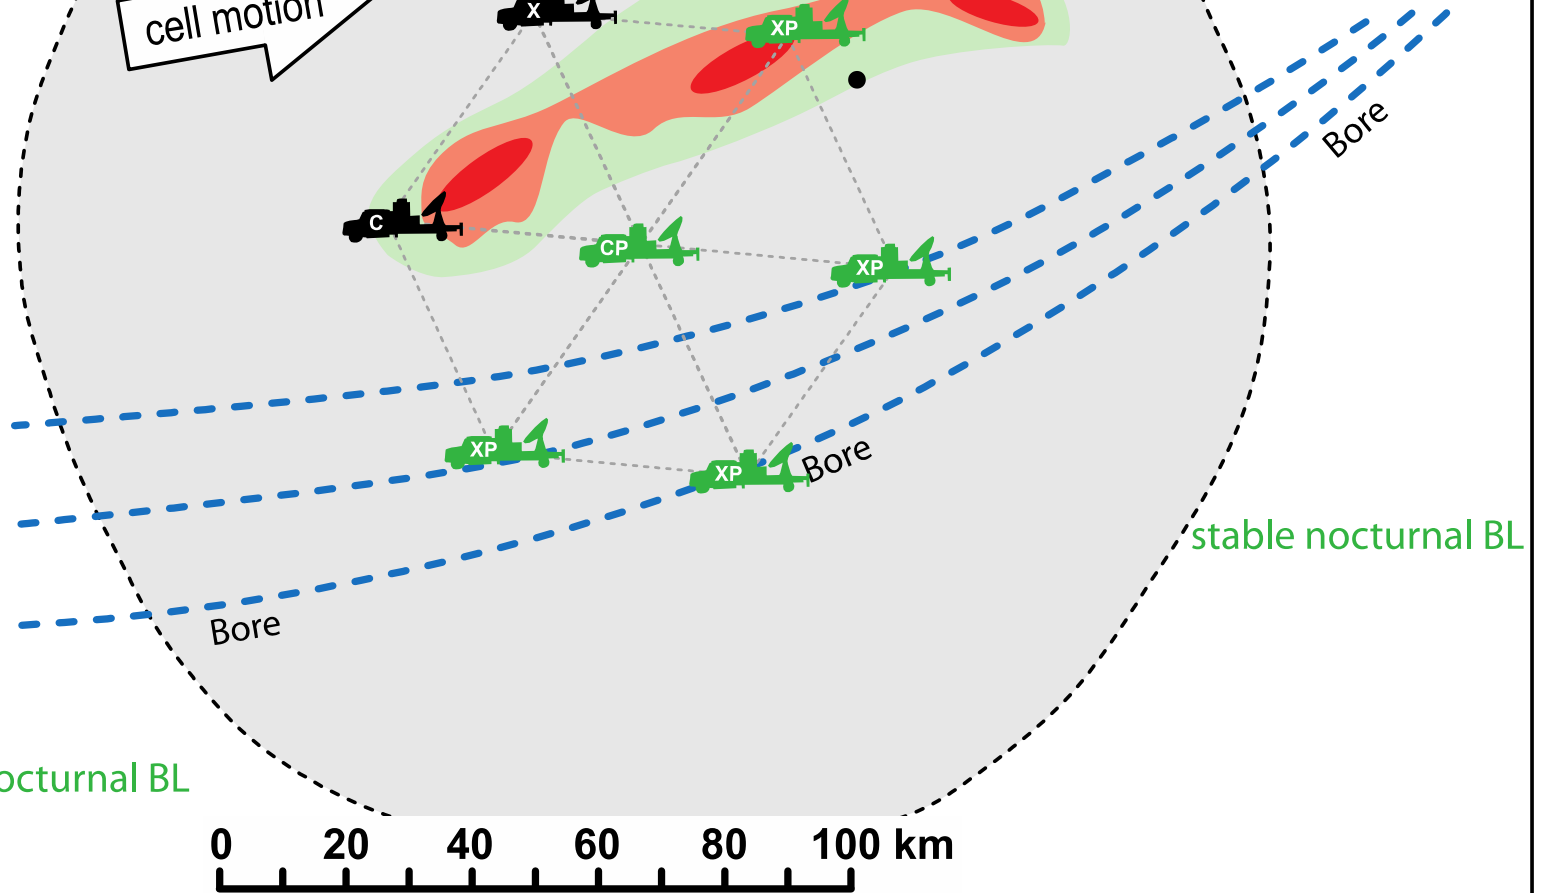 cell motion
X
XP
Bore
C
CP
XP
XP
XP
Bore
stable nocturnal BL
Bore
octurnal BL
0 20 40 60 80 100 km